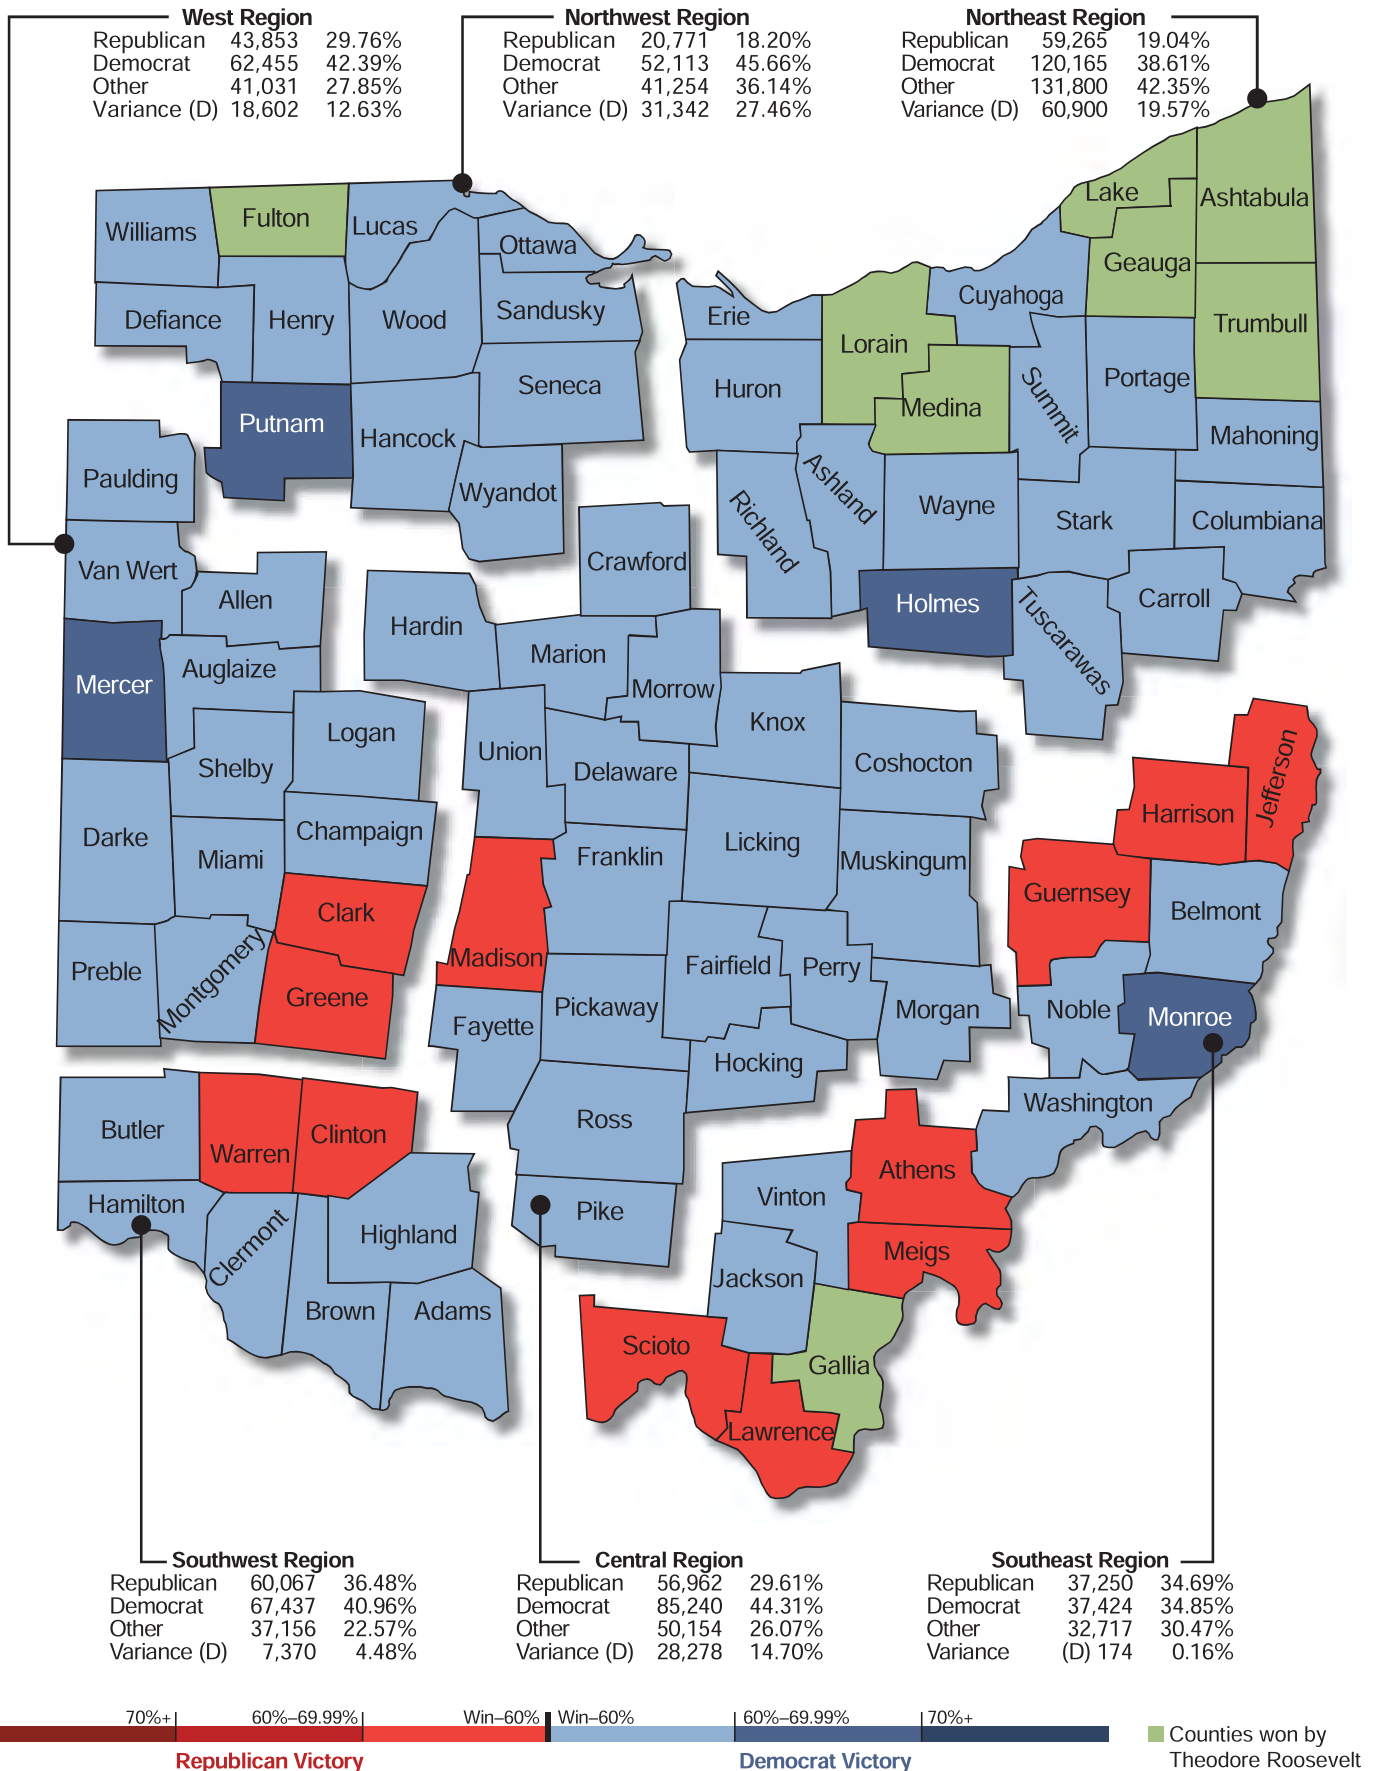 West Region
Republican 43,853 29.76%
Democrat 62,455 42.39%
Other 41,031 27.85%
Variance (D) 18,602 12.63%
Northwest Region
Republican 20,771 18.20%
Democrat 52,113 45.66%
Other 41,254 36.14%
Variance (D) 31,342 27.46%
Northeast Region
Republican 59,265 19.04%
Democrat 120,165 38.61%
Other 131,800 42.35%
Variance (D) 60,900 19.57%
Williams
Fulton
Lucas
Ottawa
Defiance
Henry
Wood
Sandusky
Seneca
Putnam
Hancock
Wyandot
Lake
Ashtabula
Geauga
Cuyahoga
Trumbull
Erie
Lorain
Huron
Medina
Summit
Portage
Mahoning
Richland
Ashland
Wayne
Stark
Columbiana
Holmes
Tuscarawas
Carroll
Paulding
Van Wert
Allen
Mercer
Auglaize
Logan
Shelby
Darke
Miami
Champaign
Clark
Preble
Montgomery
Greene
Crawford
Hardin
Marion
Morrow
Knox
Union
Delaware
Coshocton
Licking
Franklin
Muskingum
Madison
Fairfield
Perry
Pickaway
Morgan
Fayette
Hocking
Ross
Pike
Jefferson
Harrison
Guernsey
Belmont
Noble
Monroe
Washington
Athens
Vinton
Meigs
Jackson
Gallia
Scioto
Lawrence
Butler
Warren
Clinton
Hamilton
Clermont
Highland
Brown
Adams
Southwest Region
Republican 60,067 36.48%
Democrat 67,437 40.96%
Other 37,156 22.57%
Variance (D) 7,370 4.48%
Central Region
Republican 56,962 29.61%
Democrat 85,240 44.31%
Other 50,154 26.07%
Variance (D) 28,278 14.70%
Southeast Region
Republican 37,250 34.69%
Democrat 37,424 34.85%
Other 32,717 30.47%
Variance (D) 174 0.16%
70%+ 60%–69.99% Win–60% Win–60% 60%–69.99% 70%+
Republican Victory Democrat Victory
Counties won by
Theodore Roosevelt